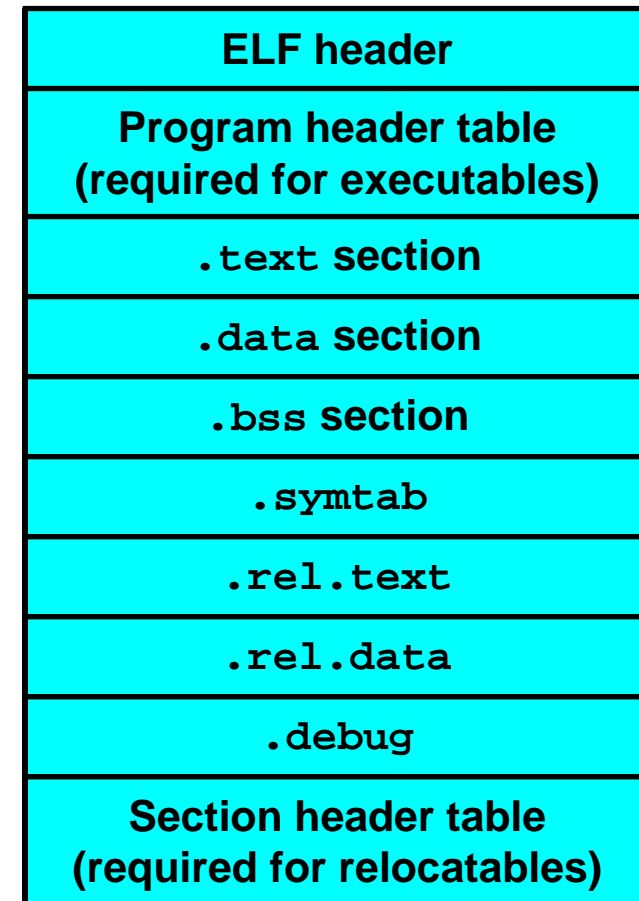 ELF header
Program header table
(required for executables)
.text section
.data section
.bss section
.symtab
.rel.text
.rel.data
.debug
Section header table
(required for relocatables)